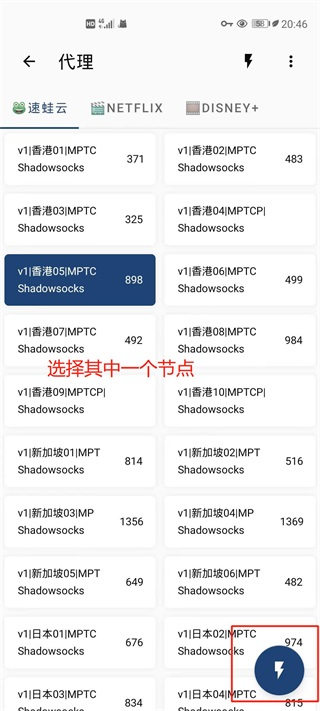 HD 4G 58 20:46
代理
速蛙云 NETFLIX DISNEY+
v1|香港01|MPTC 371 v1|香港02|MPTC 483
Shadowsocks Shadowsocks
v1|香港03|MPTC 325 v1|香港04|MPTCP|
Shadowsocks Shadowsocks
v1|香港05|MPTC 898 v1|香港06|MPTC 499
Shadowsocks Shadowsocks
v1|香港07|MPTC 492 v1|香港08|MPTC 984
Shadowsocks Shadowsocks
选择其中一个节点
v1|香港09|MPTCP| v1|香港10|MPTCP|
Shadowsocks Shadowsocks
v1|新加坡01|MPT 814 v1|新加坡02|MPT 516
Shadowsocks Shadowsocks
v1|新加坡03|MP 1356 v1|新加坡04|MP 1369
Shadowsocks Shadowsocks
v1|新加坡05|MPT 649 v1|新加坡06|MPT 482
Shadowsocks Shadowsocks
v1|日本01|MPTC 676 v1|日本02|MPTC 974
Shadowsocks Shadowsocks
v1|日本03|MPTC 834 v1|日本04|MPTC 815